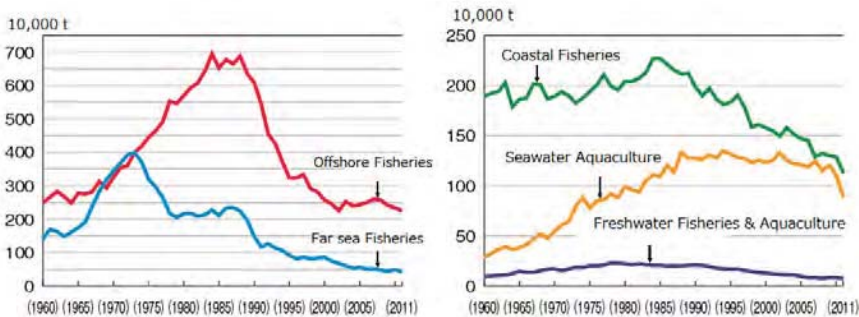 10,000 t
700
600
500
400
300
200
100
Offshore Fisheries
Far sea Fisheries
(1960) (1965) (1970) (1975) (1980) (1985) (1990) (1995) (2000) (2005) (2011)
10,000 t
250
200
150
100
50
0
Coastal Fisheries
Seawater Aquaculture
Freshwater Fisheries & Aquaculture
(1960) (1965) (1970) (1975) (1980) (1985) (1990) (1995) (2000) (2005) (2011)